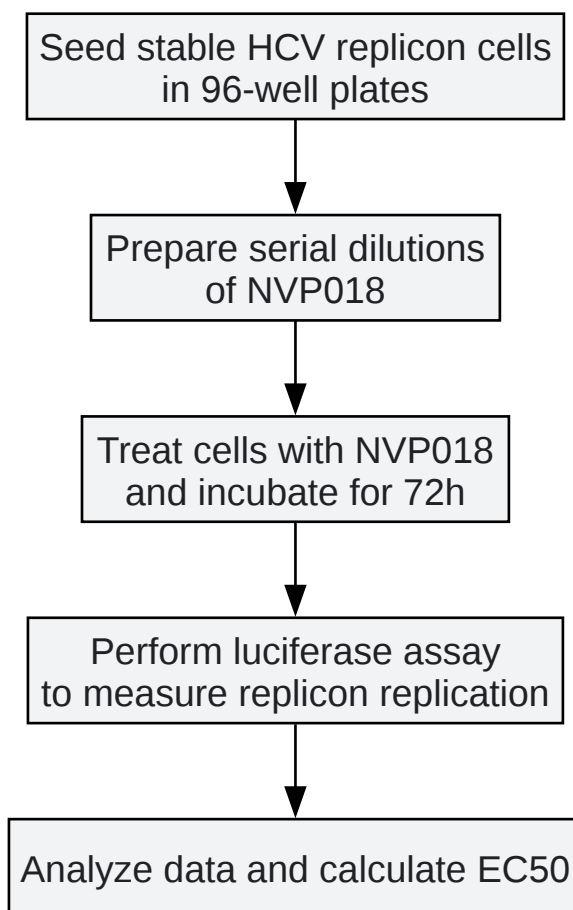 Seed stable HCV replicon cells
in 96-well plates
Prepare serial dilutions
of NVP018
Treat cells with NVP018
and incubate for 72h
Perform luciferase assay
to measure replicon replication
Analyze data and calculate EC50